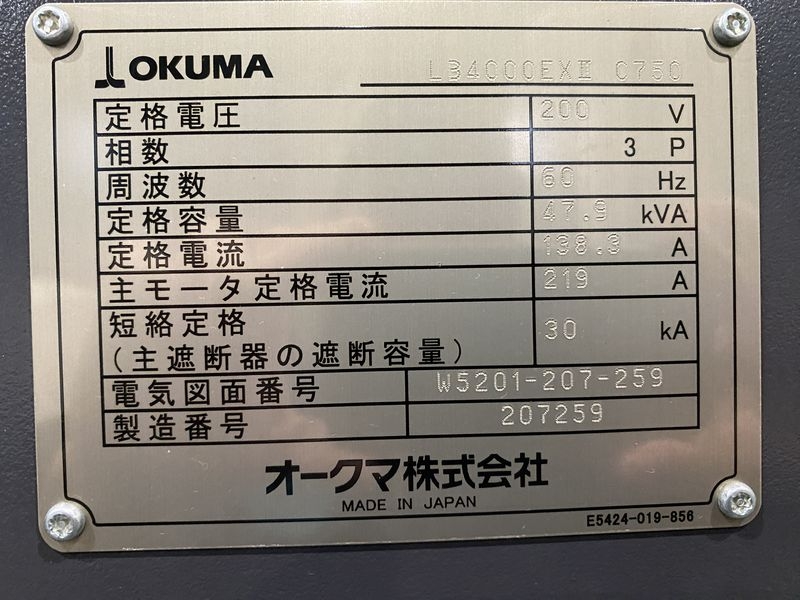 OKUMA
LB4000EXⅡ C750
定格電圧 200 V
相数 3 P
周波数 60 Hz
定格容量 47.9 kVA
定格電流 138.3 A
主モータ定格電流 219 A
短絡定格 30 kA
(主遮断器の遮断容量)
電気図面番号 W5201-207-259
製造番号 207259
オークマ株式会社
MADE IN JAPAN
E5424-019-856